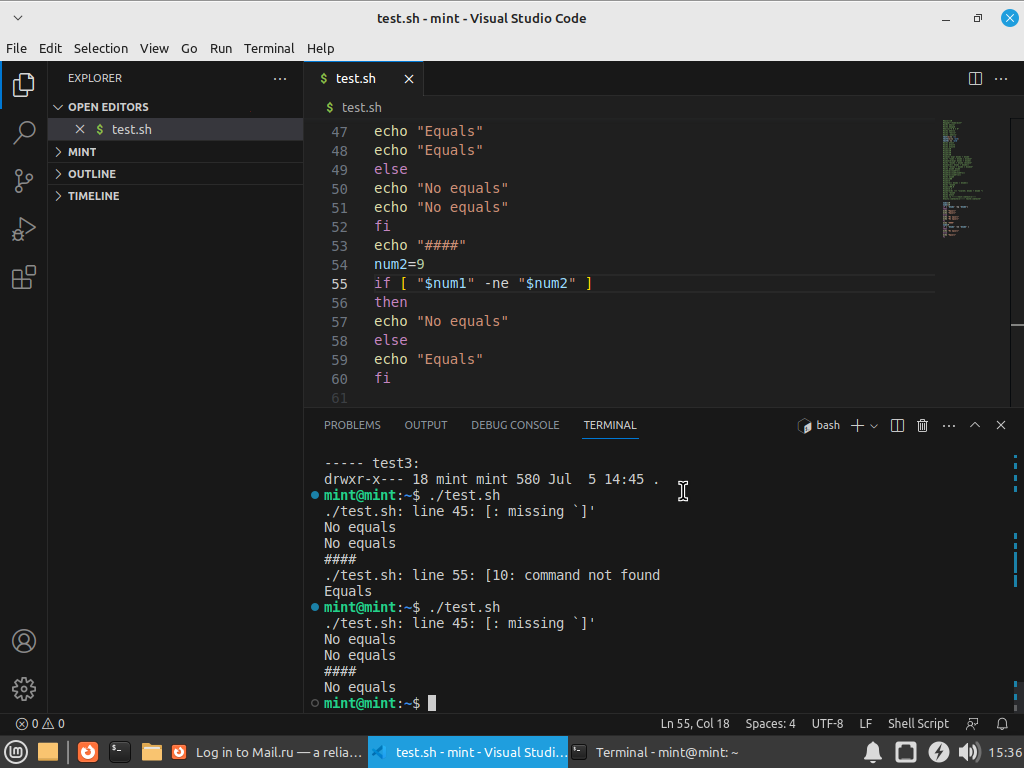 test.sh - mint - Visual Studio Code
File Edit Selection View Go Run Terminal Help
EXPLORER
OPEN EDITORS
$ test.sh
MINT
OUTLINE
TIMELINE
$ test.sh
$ test.sh
47 echo "Equals"
48 echo "Equals"
49 else
50 echo "No equals"
51 echo "No equals"
52 fi
53 echo "####"
54 num2=9
55 if [ "$num1" -ne "$num2" ]
56 then
57 echo "No equals"
58 else
59 echo "Equals"
60 fi
61
PROBLEMS OUTPUT DEBUG CONSOLE TERMINAL bash
----- test3:
drwxr-x--- 18 mint mint 580 Jul  5 14:45 .
mint@mint:~$ ./test.sh
./test.sh: line 45: [: missing `]'
No equals
No equals
####
./test.sh: line 55: [10: command not found
Equals
mint@mint:~$ ./test.sh
./test.sh: line 45: [: missing `]'
No equals
No equals
####
No equals
mint@mint:~$
0 0 Ln 55, Col 18 Spaces: 4 UTF-8 LF Shell Script
Log in to Mail.ru — a relia... test.sh - mint - Visual Studi... Terminal - mint@mint: ~ 15:36